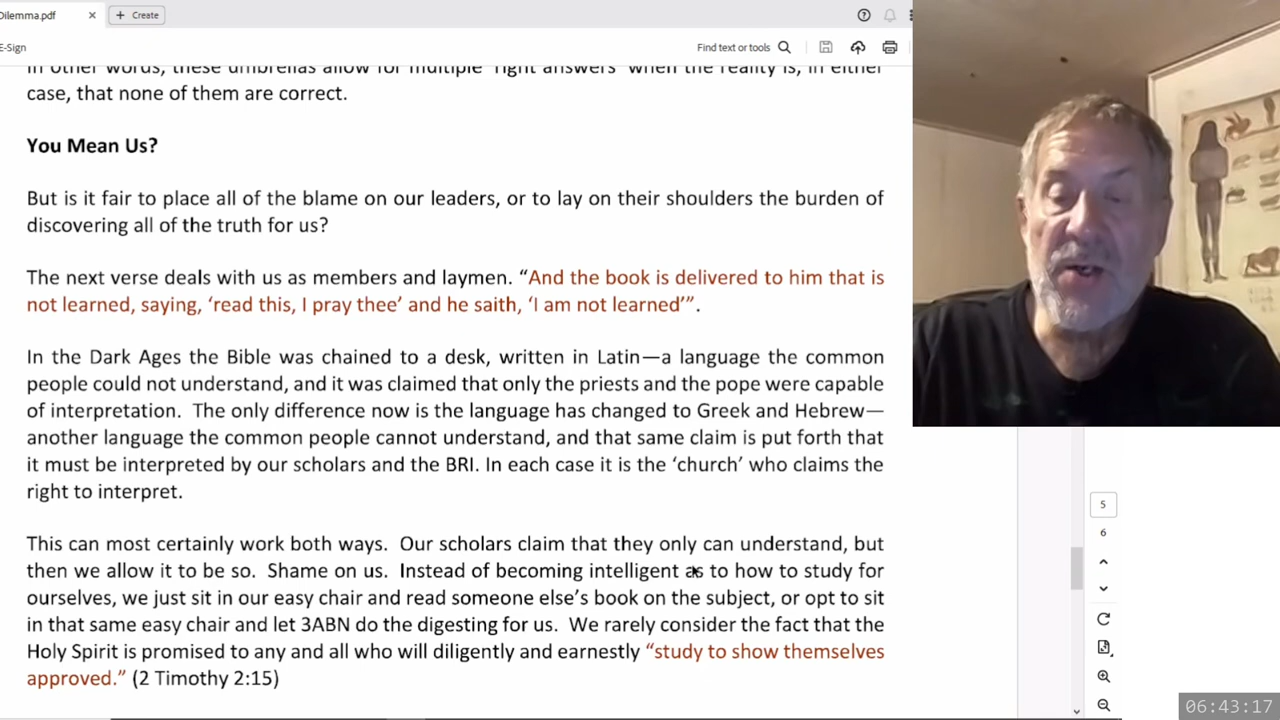 Dilemma.pdf
Create
E-Sign
Find text or tools
In other words, these umbrellas allow for multiple 'right answers' when the reality is, in either
case, that none of them are correct.
You Mean Us?
But is it fair to place all of the blame on our leaders, or to lay on their shoulders the burden of
discovering all of the truth for us?
The next verse deals with us as members and laymen. “And the book is delivered to him that is
not learned, saying, ‘read this, I pray thee’ and he saith, ‘I am not learned’”.
In the Dark Ages the Bible was chained to a desk, written in Latin—a language the common
people could not understand, and it was claimed that only the priests and the pope were capable
of interpretation. The only difference now is the language has changed to Greek and Hebrew—
another language the common people cannot understand, and that same claim is put forth that
it must be interpreted by our scholars and the BRI. In each case it is the ‘church’ who claims the
right to interpret.
This can most certainly work both ways. Our scholars claim that they only can understand, but
then we allow it to be so. Shame on us. Instead of becoming intelligent as to how to study for
ourselves, we just sit in our easy chair and read someone else’s book on the subject, or opt to sit
in that same easy chair and let 3ABN do the digesting for us. We rarely consider the fact that the
Holy Spirit is promised to any and all who will diligently and earnestly “study to show themselves
approved.” (2 Timothy 2:15)
5
6
06:43:17